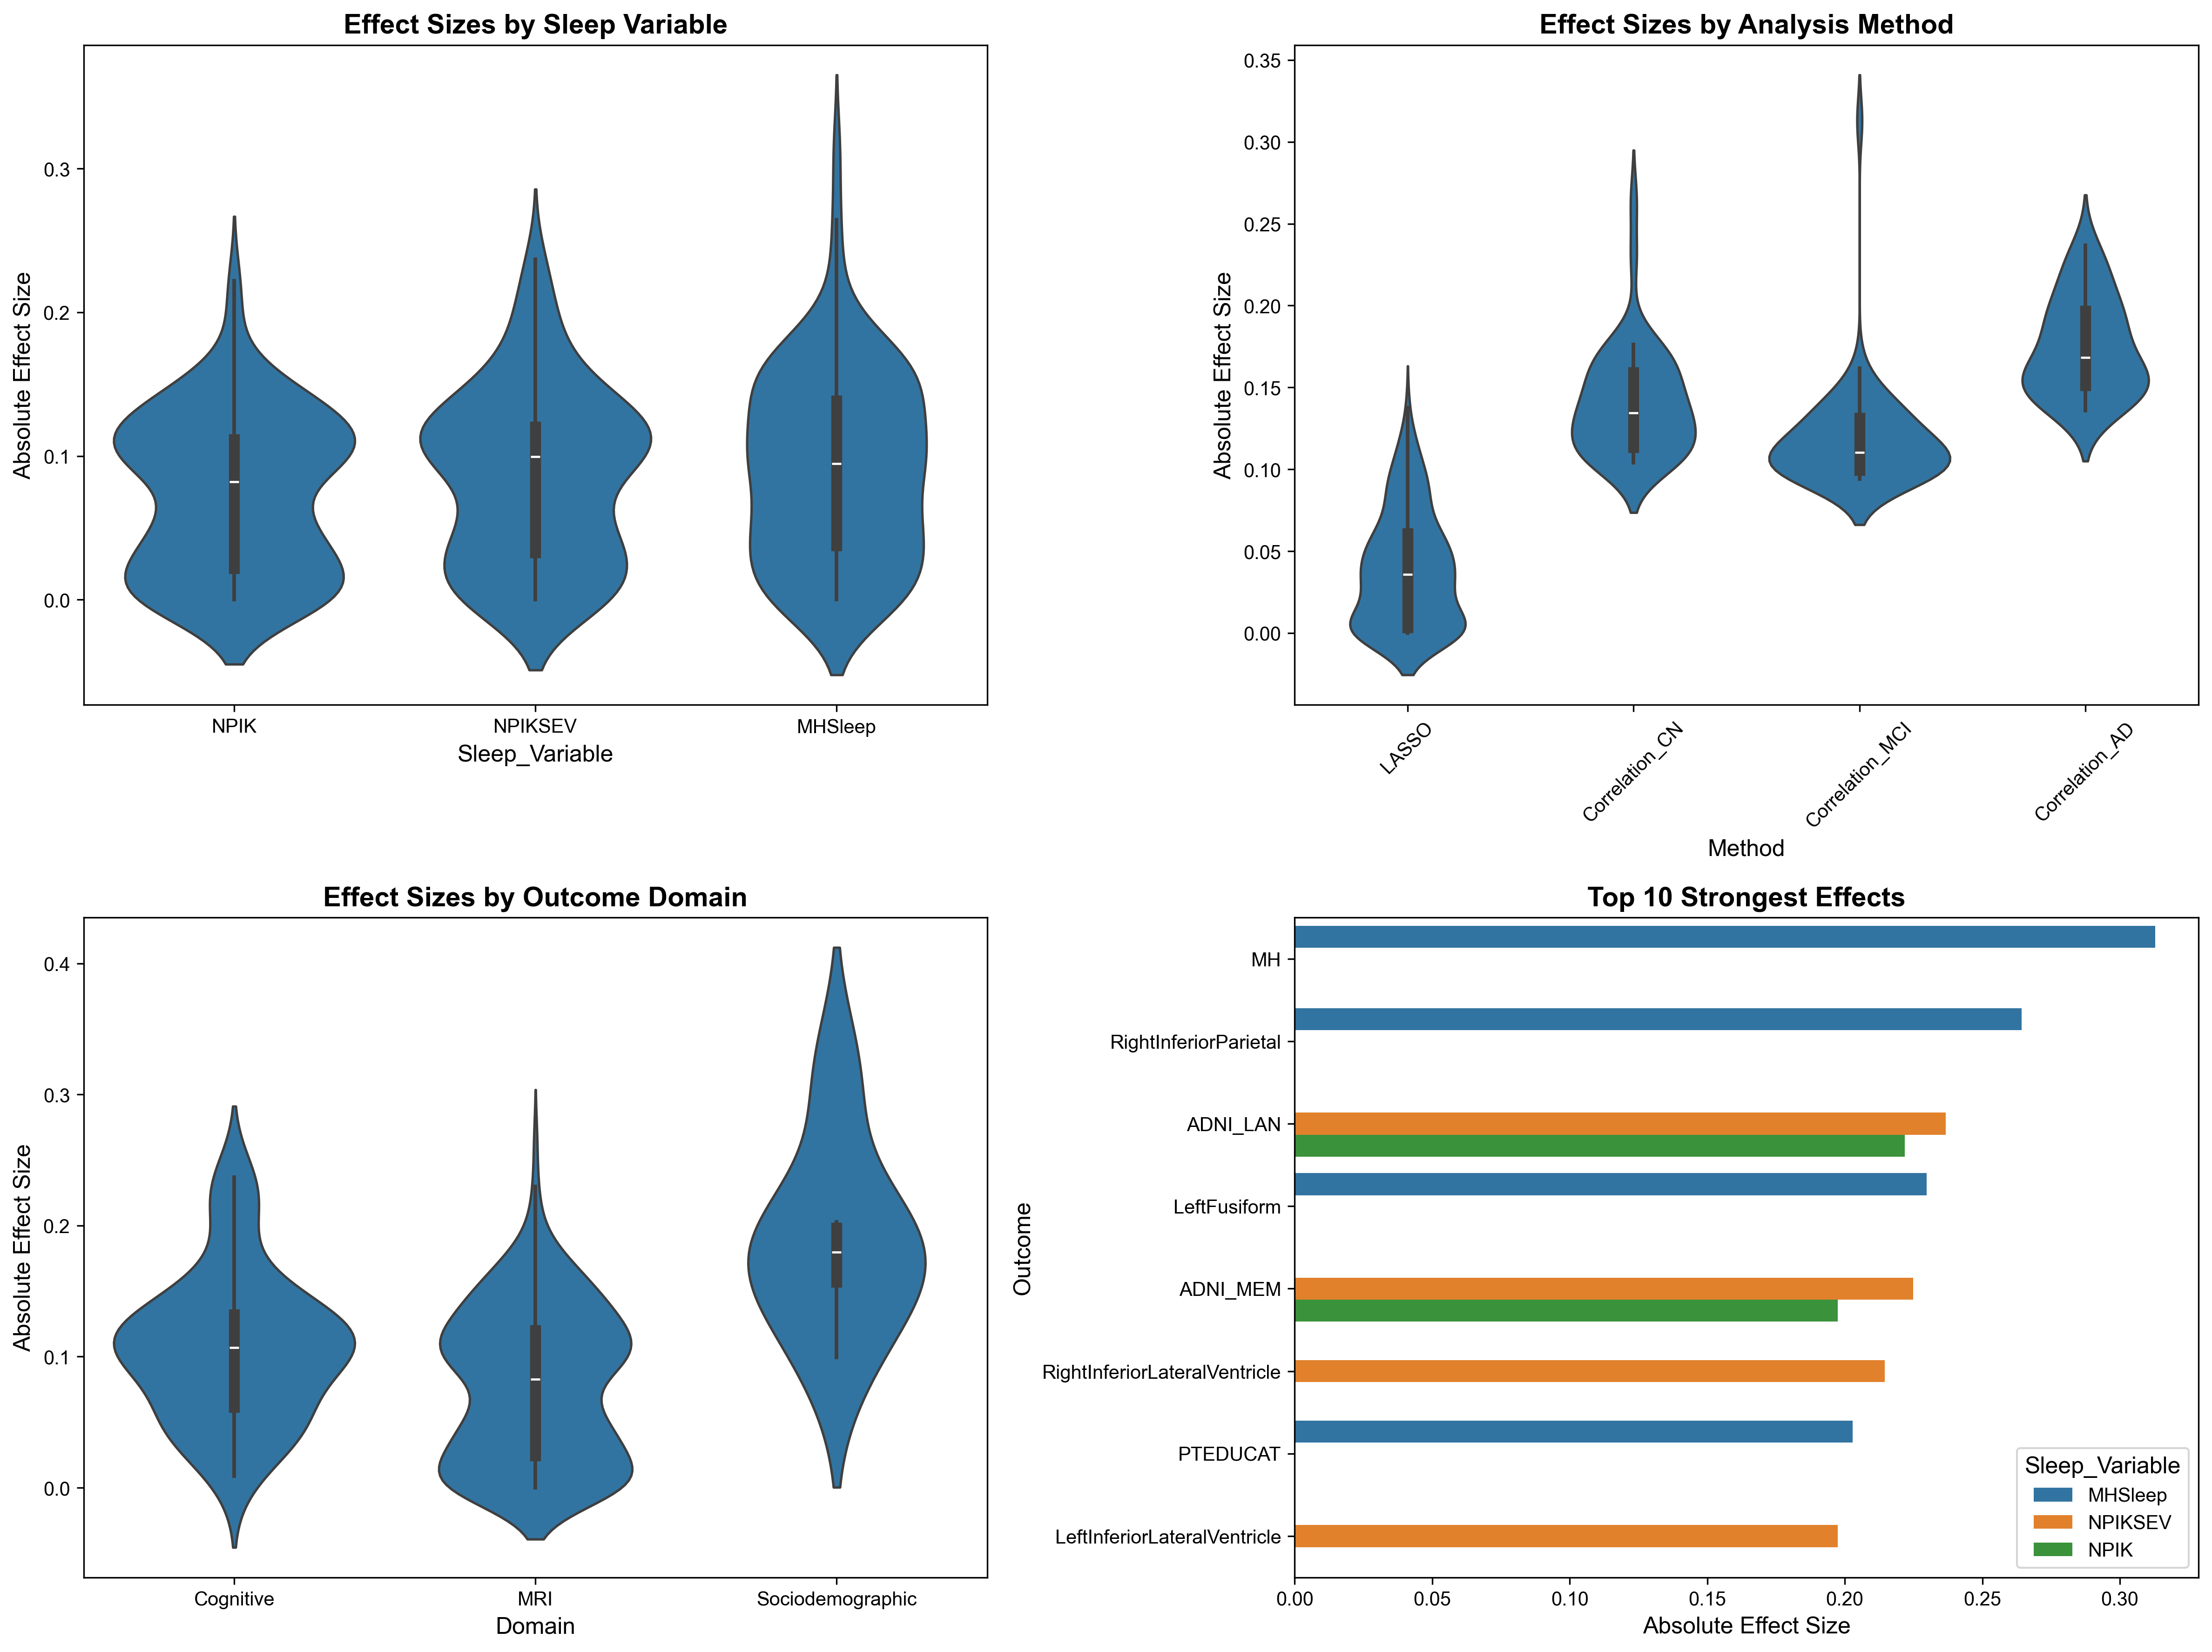 Effect Sizes by Sleep Variable
Absolute Effect Size
0.3
0.2
0.1
0.0
NPIK
NPIKSEV
MHSleep
Sleep_Variable
Effect Sizes by Analysis Method
Absolute Effect Size
0.35
0.30
0.25
0.20
0.15
0.10
0.05
0.00
LASSO
Correlation_CN
Correlation_MCI
Correlation_AD
Method
Effect Sizes by Outcome Domain
Absolute Effect Size
0.4
0.3
0.2
0.1
0.0
Cognitive
MRI
Sociodemographic
Domain
Top 10 Strongest Effects
Outcome
MH
RightInferiorParietal
ADNI_LAN
LeftFusiform
ADNI_MEM
RightInferiorLateralVentricle
PTEDUCAT
LeftInferiorLateralVentricle
Sleep_Variable
MHSleep
NPIKSEV
NPIK
0.00
0.05
0.10
0.15
0.20
0.25
0.30
Absolute Effect Size